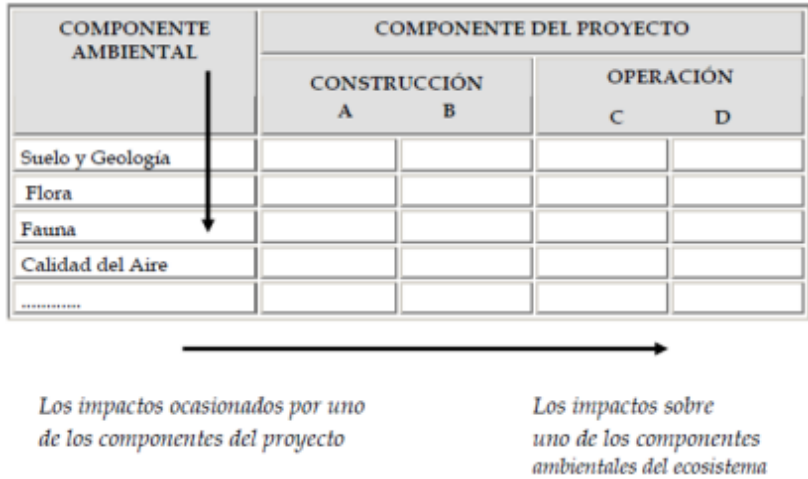 COMPONENTE
AMBIENTAL
COMPONENTE DEL PROYECTO
CONSTRUCCIÓN
A B
OPERACIÓN
C D
Suelo y Geología
Flora
Fauna
Calidad del Aire
.............
Los impactos ocasionados por uno
de los componentes del proyecto
Los impactos sobre
uno de los componentes
ambientales del ecosistema